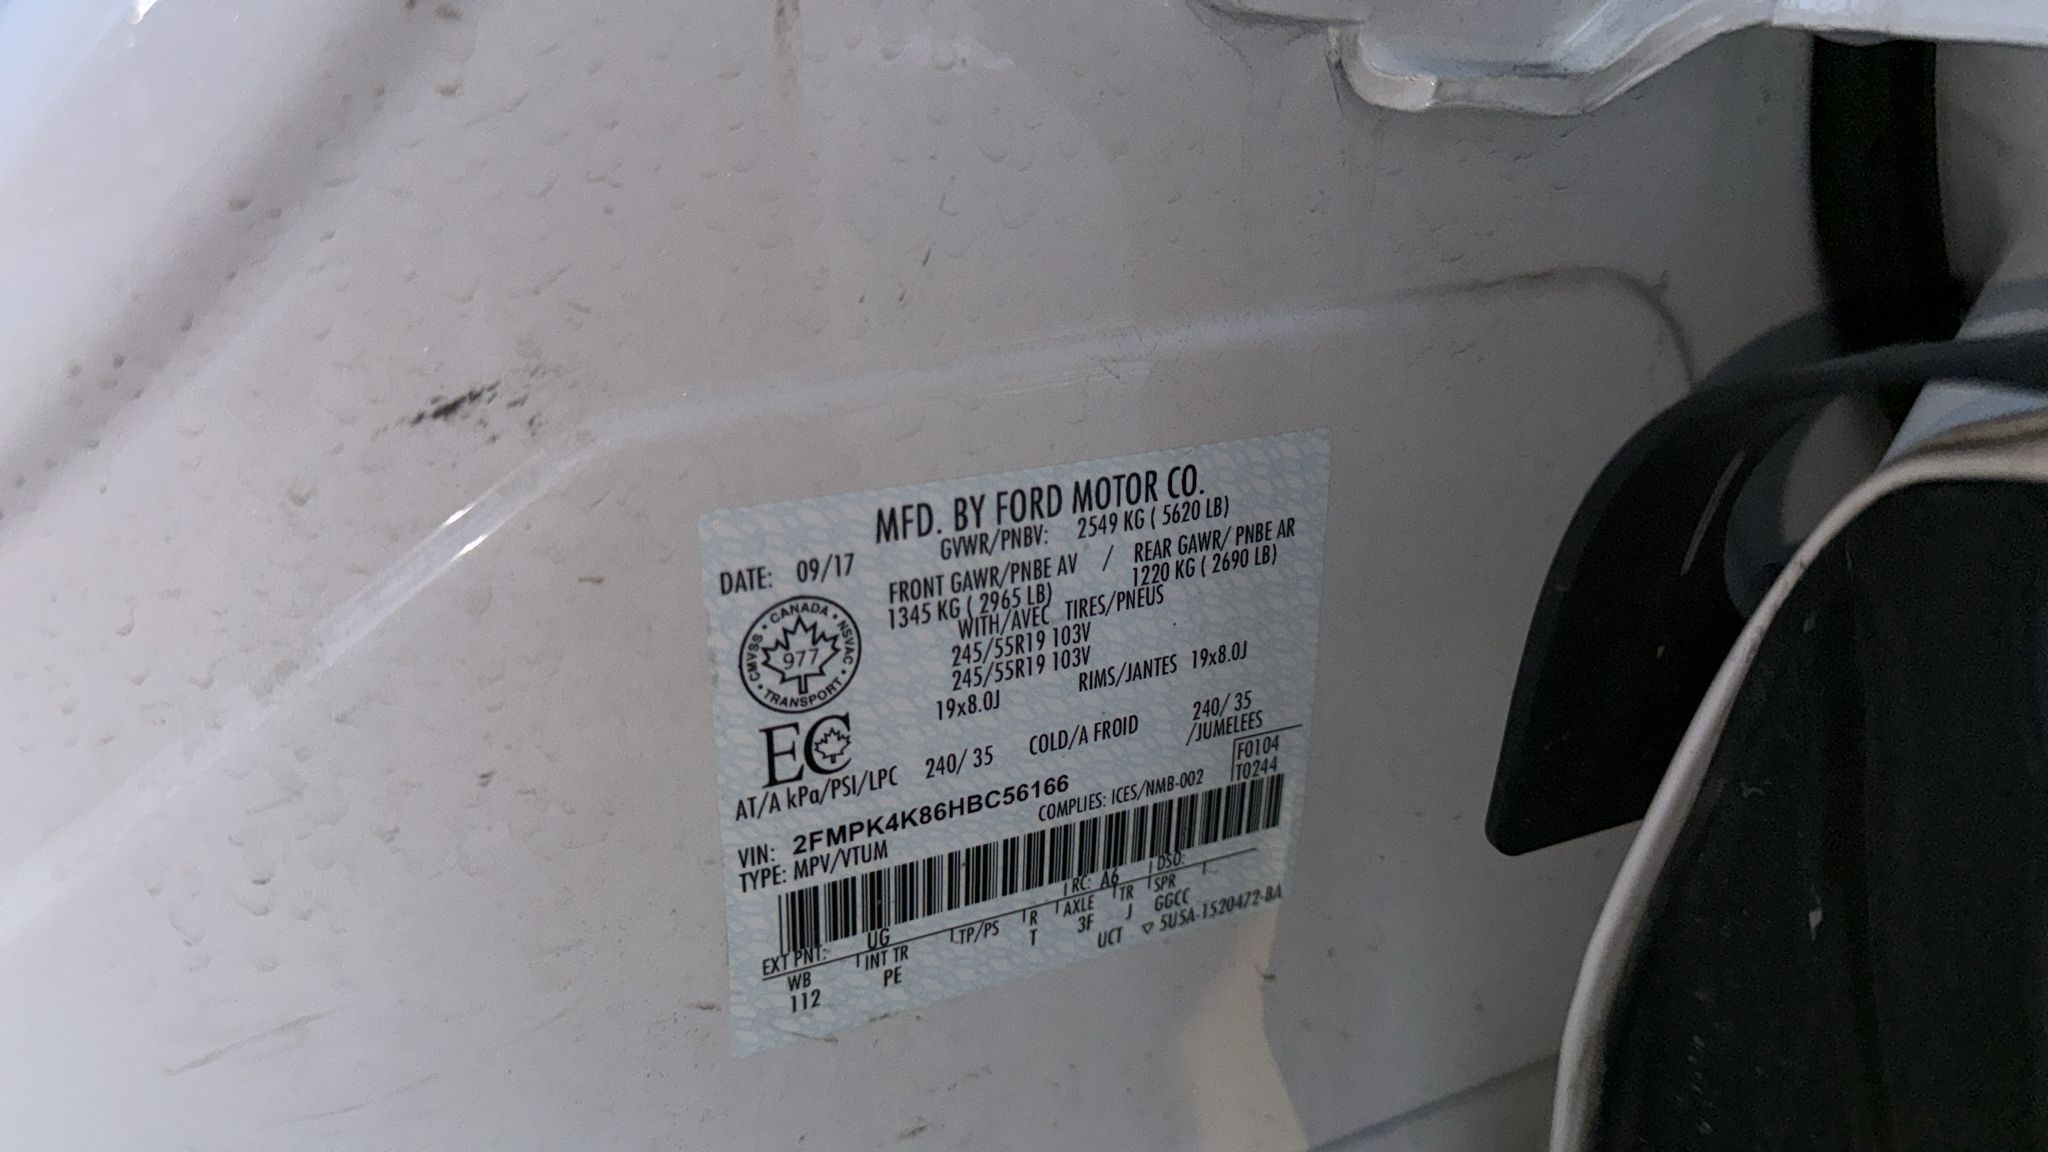 MFD. BY FORD MOTOR CO.
DATE: 09/17
GVWR/PNBV: 2549 KG ( 5620 LB)
FRONT GAWR/PNBE AV / REAR GAWR/ PNBE AR
1345 KG ( 2965 LB) 1220 KG ( 2690 LB)
WITH/AVEC TIRES/PNEUS
245/55R19 103V
245/55R19 103V
19x8.0J RIMS/JANTES 19x8.0J
CANADA
CMVSS NSVAC
977
TRANSPORT
EC
AT/A kPa/PSI/LPC 240/ 35 COLD/A FROID 240/ 35
/JUMELEES
VIN: 2FMPK4K86HBC56166
COMPLIES: ICES/NMB-002
F0104
T0244
TYPE: MPV/VTUM
EXT PNT: UG RC: A6 DSO:
WB INT TR TP/PS R AXLE TR SPR
112 PE T 3F J GGCC
UCT ▽ 5U5A-1520472-BA